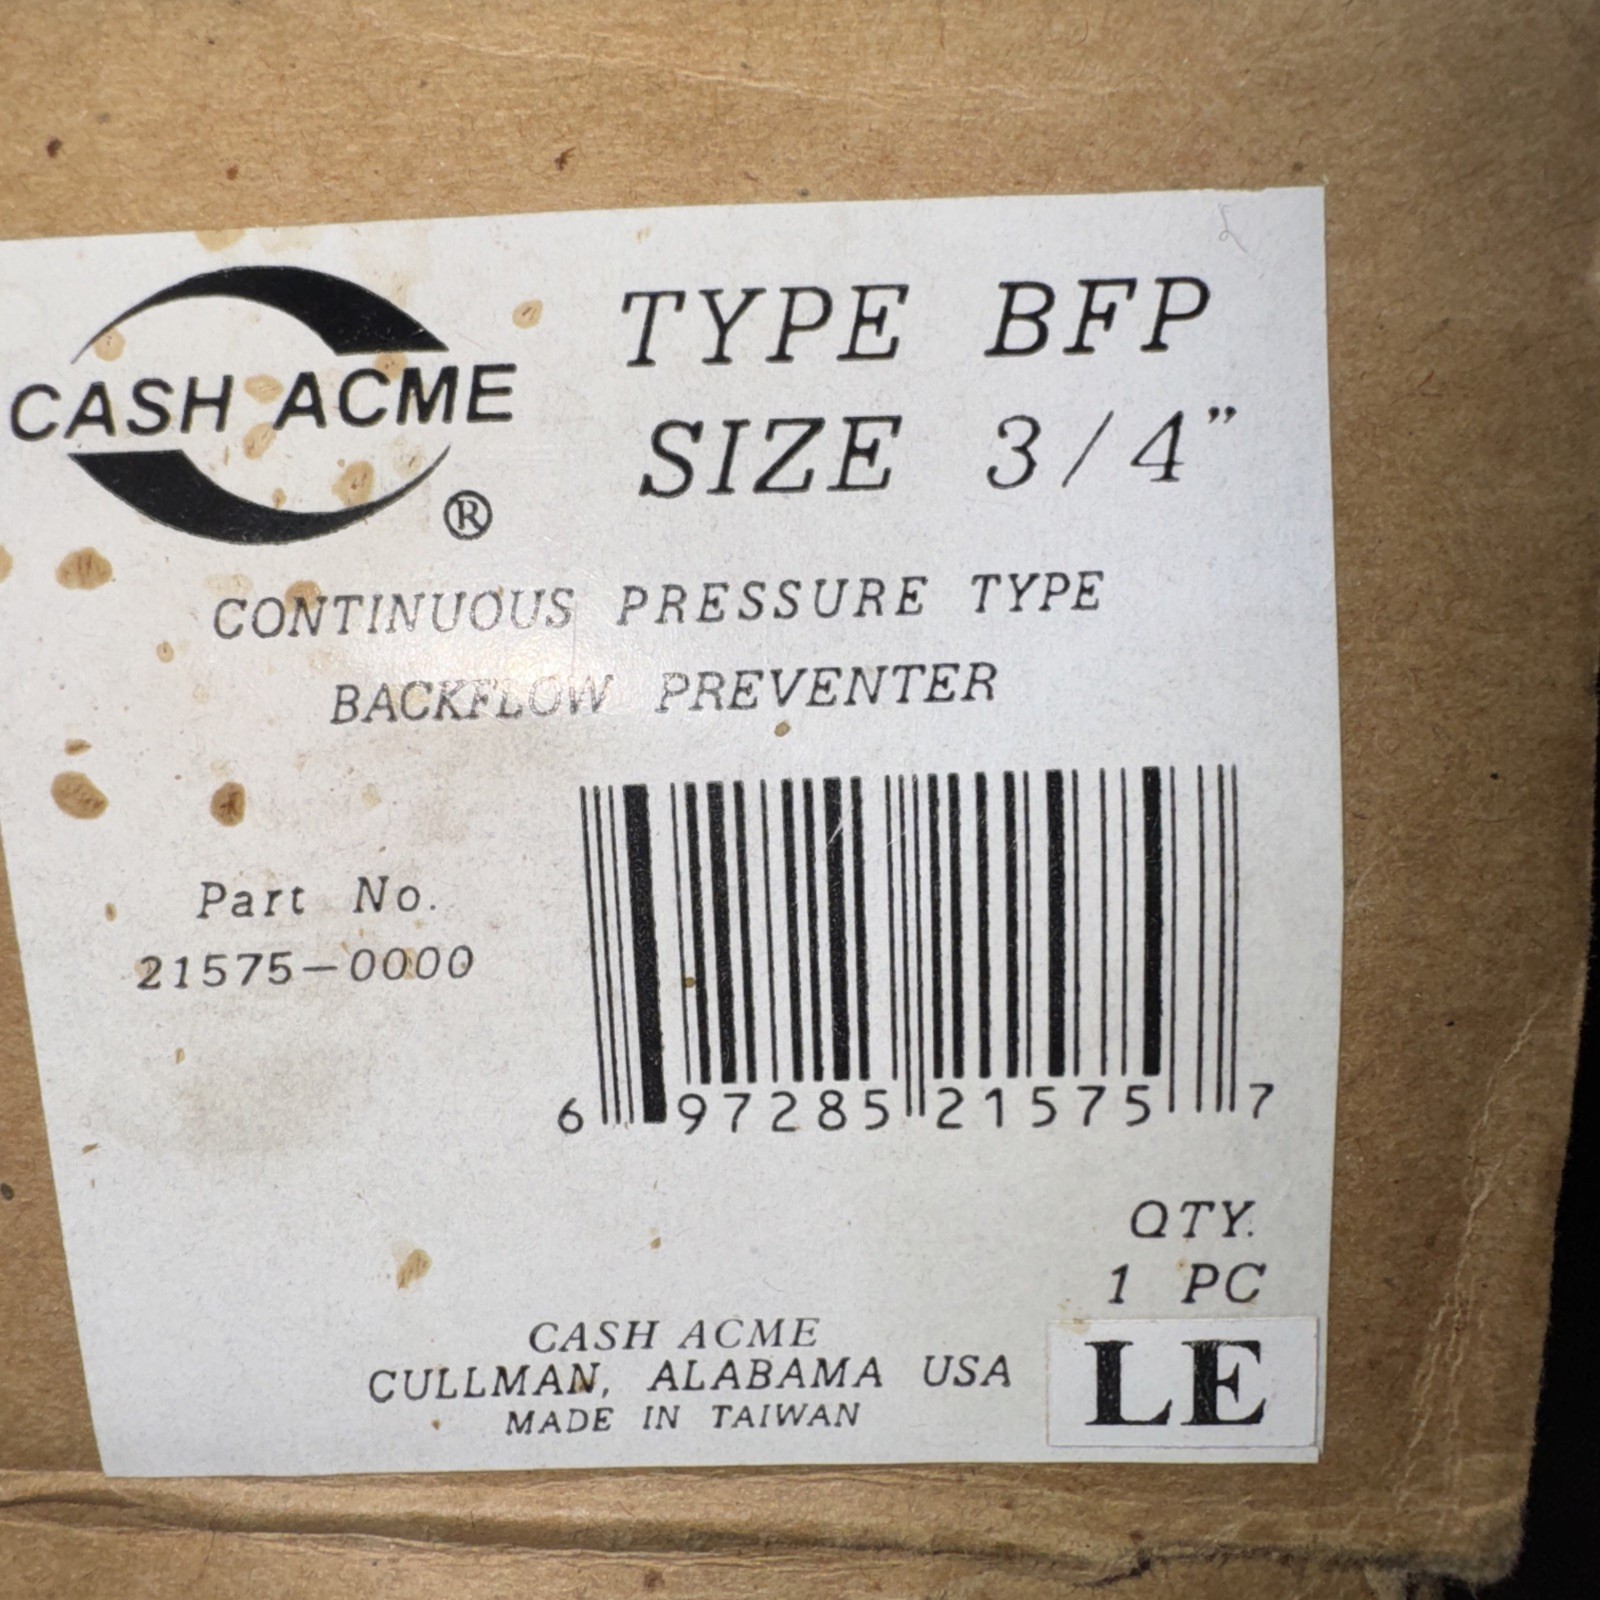 CASH ACME
®
TYPE BFP
SIZE 3/4"
CONTINUOUS PRESSURE TYPE
BACKFLOW PREVENTER
Part No.
21575-0000
6 97285 21575 7
QTY.
1 PC
CASH ACME
CULLMAN, ALABAMA USA
MADE IN TAIWAN
LE